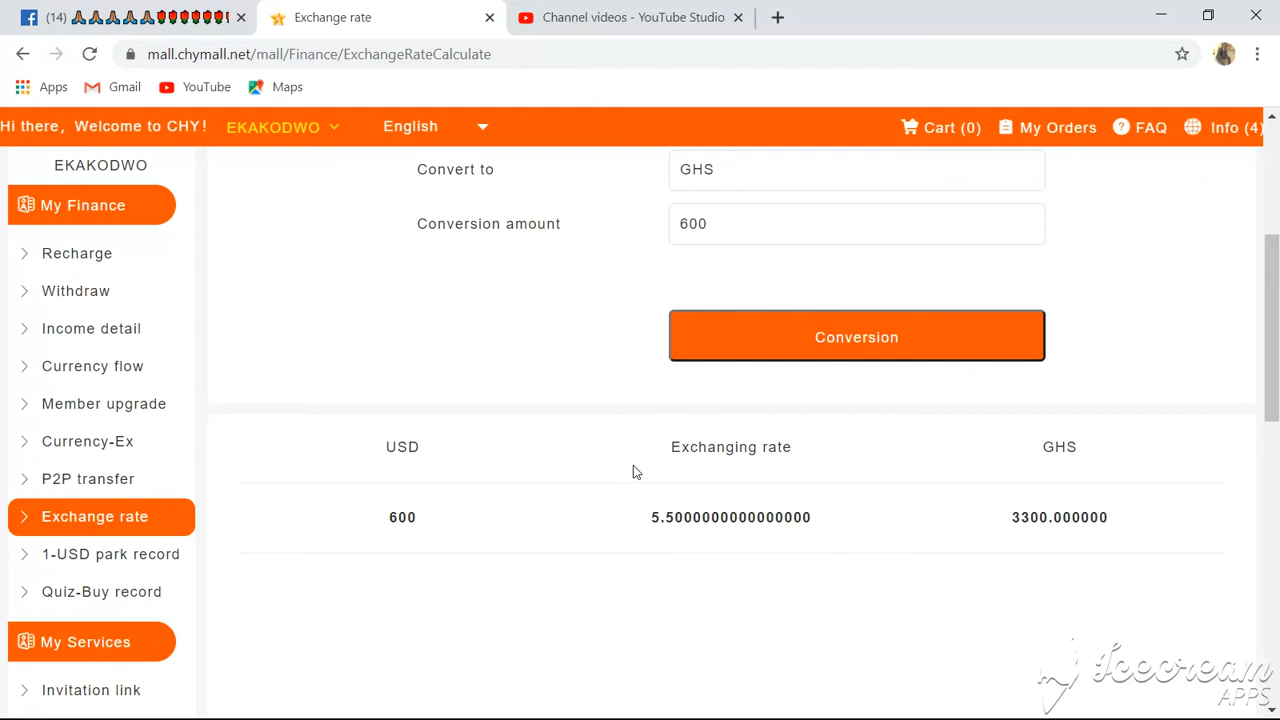 (14) 🙏🙏🙏🙏🙏🌹🌹🌹🌹🌹🌹
Exchange rate
Channel videos - YouTube Studio
mall.chymall.net/mall/Finance/ExchangeRateCalculate
Apps Gmail YouTube Maps
Hi there, Welcome to CHY! EKAKODWO English Cart (0) My Orders FAQ Info (4)
EKAKODWO
My Finance
Recharge
Withdraw
Income detail
Currency flow
Member upgrade
Currency-Ex
P2P transfer
Exchange rate
1-USD park record
Quiz-Buy record
My Services
Invitation link
Convert to GHS
Conversion amount 600
Conversion
USD Exchanging rate GHS
600 5.5000000000000000 3300.000000
Icecream
APPS